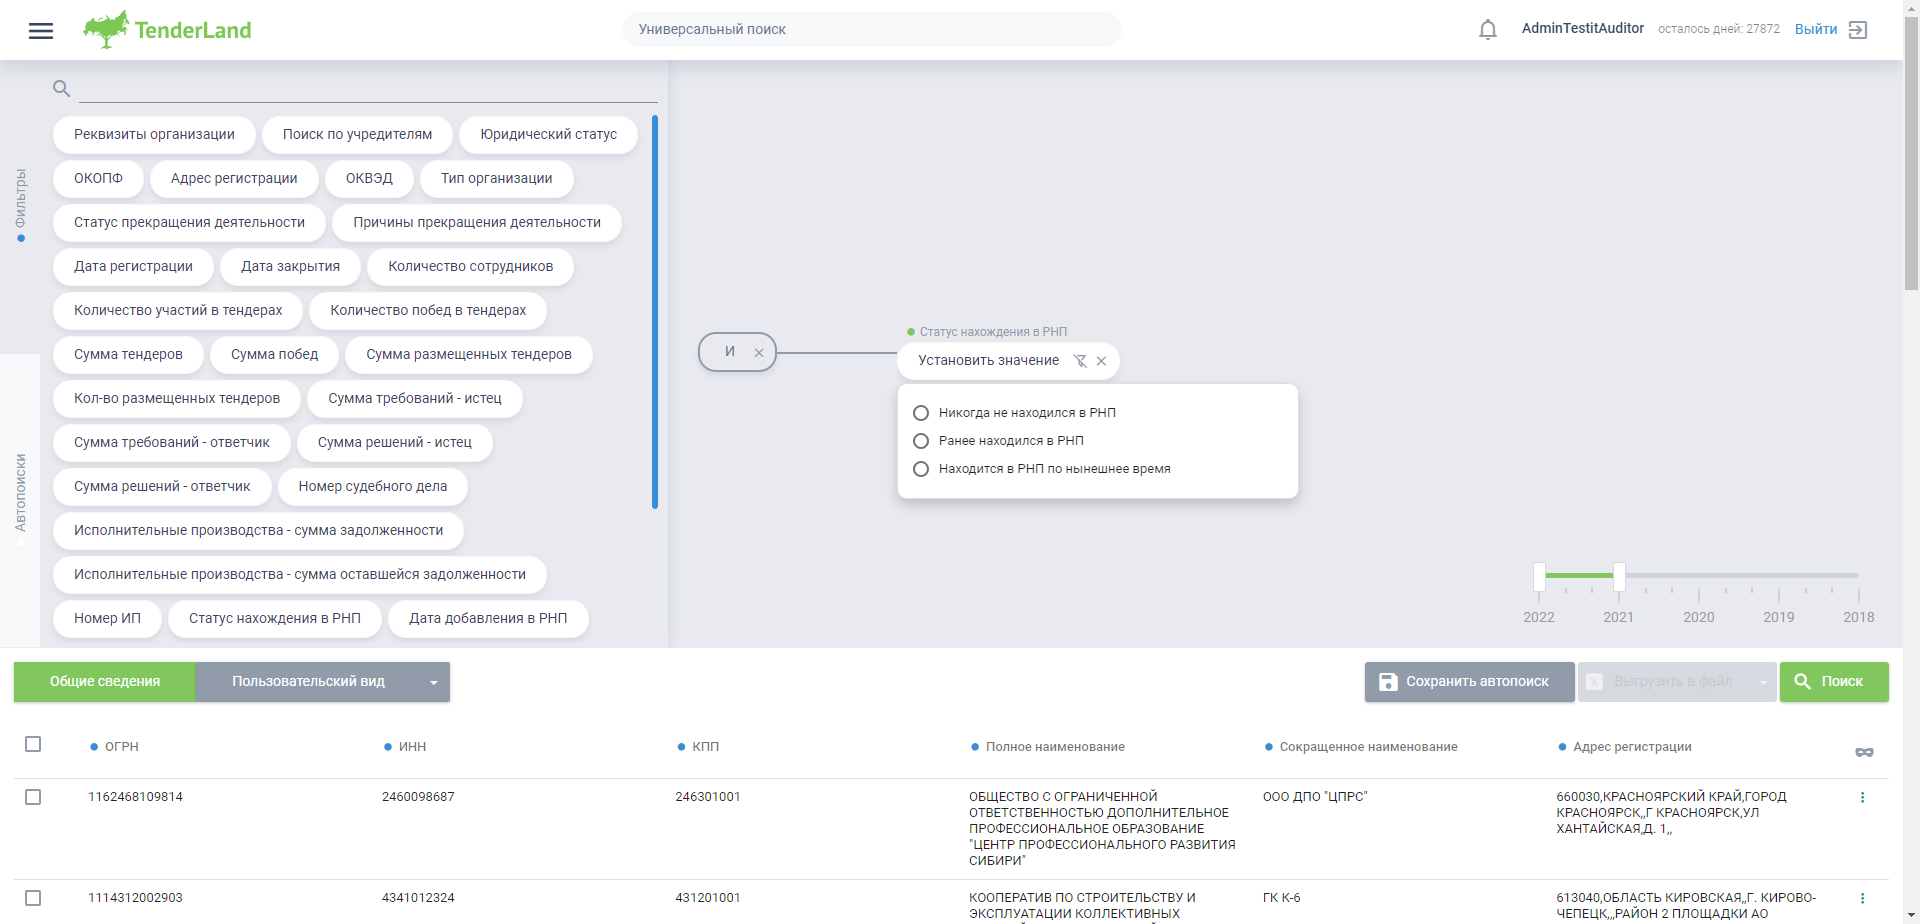 TenderLand
Универсальный поиск
AdminTestitAuditor
осталось дней: 27872
Выйти
Фильтры
Автопоиски
Реквизиты организации
Поиск по учредителям
Юридический статус
ОКОПФ
Адрес регистрации
ОКВЭД
Тип организации
Статус прекращения деятельности
Причины прекращения деятельности
Дата регистрации
Дата закрытия
Количество сотрудников
Количество участий в тендерах
Количество побед в тендерах
Сумма тендеров
Сумма побед
Сумма размещенных тендеров
Кол-во размещенных тендеров
Сумма требований - истец
Сумма требований - ответчик
Сумма решений - истец
Сумма решений - ответчик
Номер судебного дела
Исполнительные производства - сумма задолженности
Исполнительные производства - сумма оставшейся задолженности
Номер ИП
Статус нахождения в РНП
Дата добавления в РНП
И
Статус нахождения в РНП
Установить значение
Никогда не находился в РНП
Ранее находился в РНП
Находится в РНП по нынешнее время
2022
2021
2020
2019
2018
Общие сведения
Пользовательский вид
Сохранить автопоиск
Выгрузить в файл
Поиск
ОГРН
ИНН
КПП
Полное наименование
Сокращенное наименование
Адрес регистрации
1162468109814
2460098687
246301001
ОБЩЕСТВО С ОГРАНИЧЕННОЙ
ОТВЕТСТВЕННОСТЬЮ ДОПОЛНИТЕЛЬНОЕ
ПРОФЕССИОНАЛЬНОЕ ОБРАЗОВАНИЕ
"ЦЕНТР ПРОФЕССИОНАЛЬНОГО РАЗВИТИЯ
СИБИРИ"
ООО ДПО "ЦПРС"
660030,КРАСНОЯРСКИЙ КРАЙ,ГОРОД
КРАСНОЯРСК,,Г КРАСНОЯРСК,УЛ
ХАНТАЙСКАЯ,Д. 1,,
1114312002903
4341012324
431201001
КООПЕРАТИВ ПО СТРОИТЕЛЬСТВУ И
ЭКСПЛУАТАЦИИ КОЛЛЕКТИВНЫХ
ГК К-6
613040,ОБЛАСТЬ КИРОВСКАЯ,,Г. КИРОВО-
ЧЕПЕЦК,,,РАЙОН 2 ПЛОЩАДКИ АО